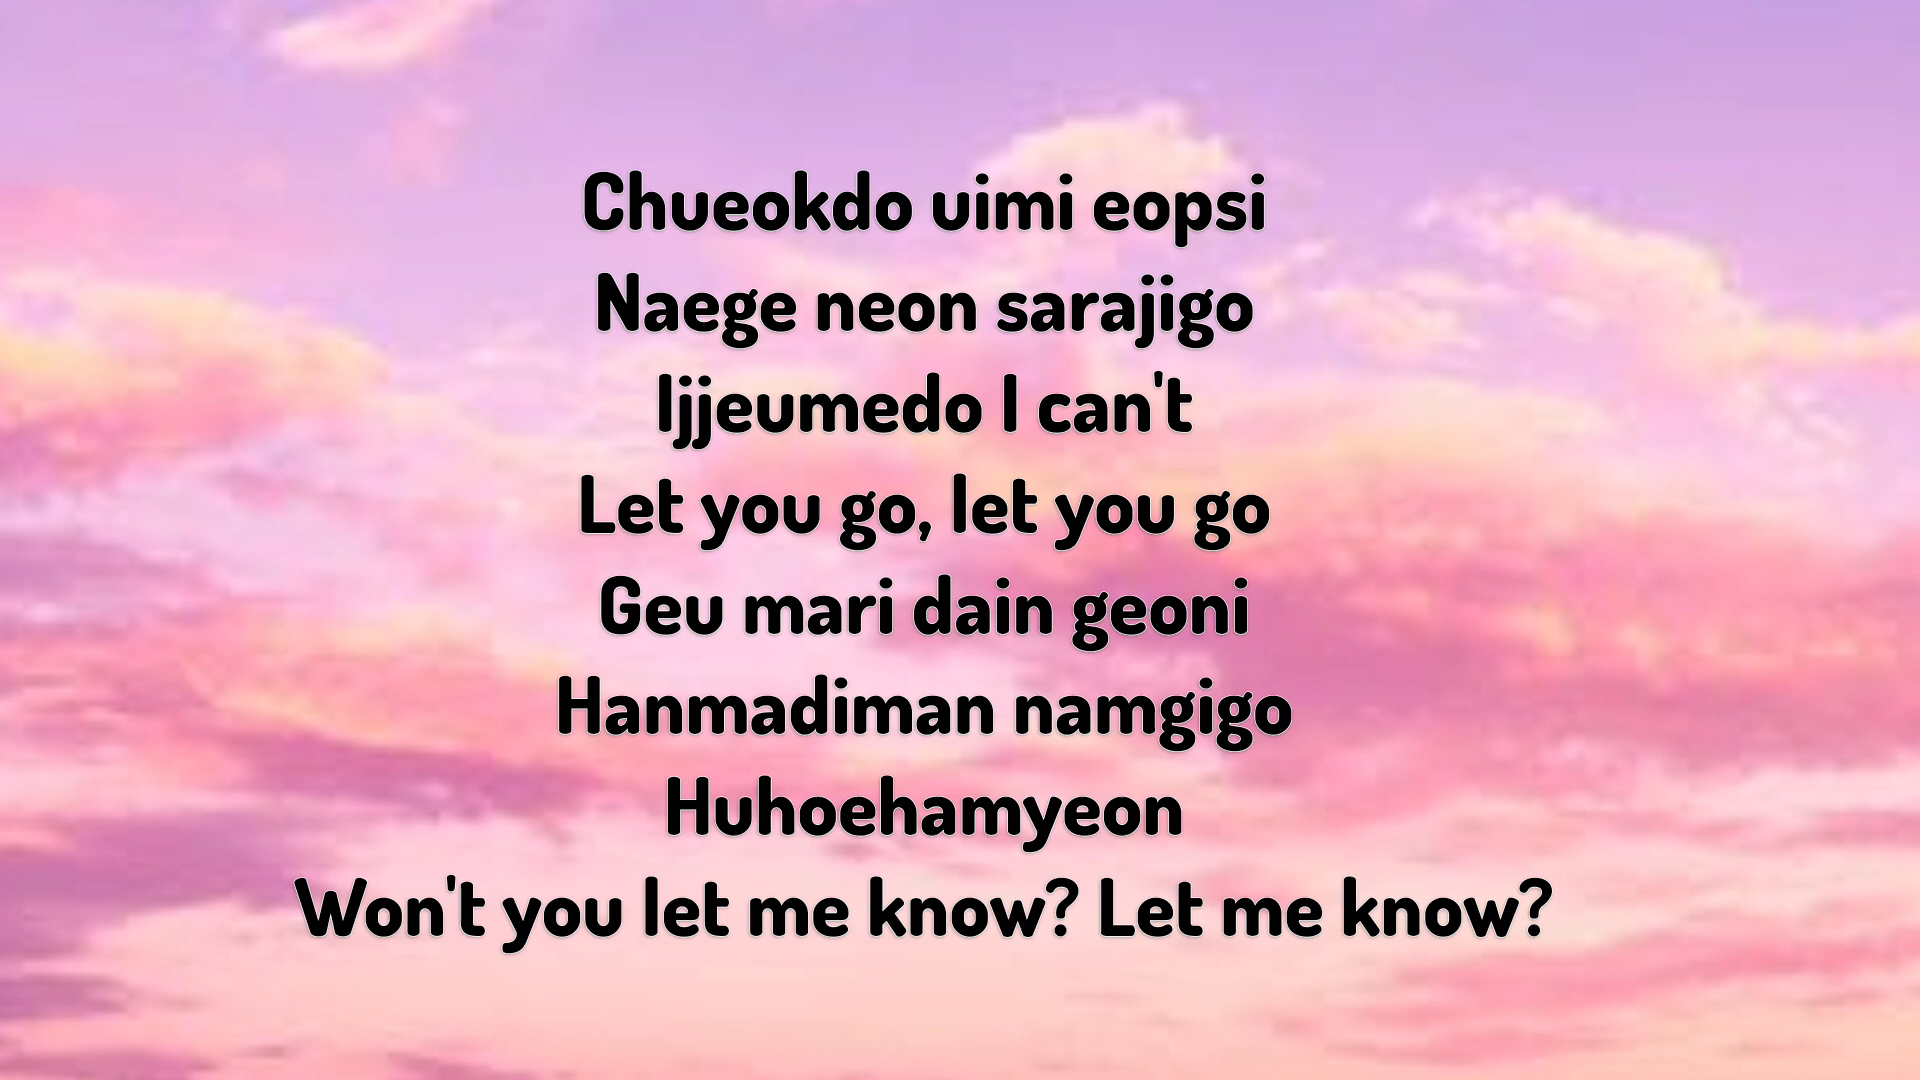 Chueokdo uimi eopsi
Naege neon sarajigo
Ijjeumedo I can't
Let you go, let you go
Geu mari dain geoni
Hanmadiman namgigo
Huhoehamyeon
Won't you let me know? Let me know?